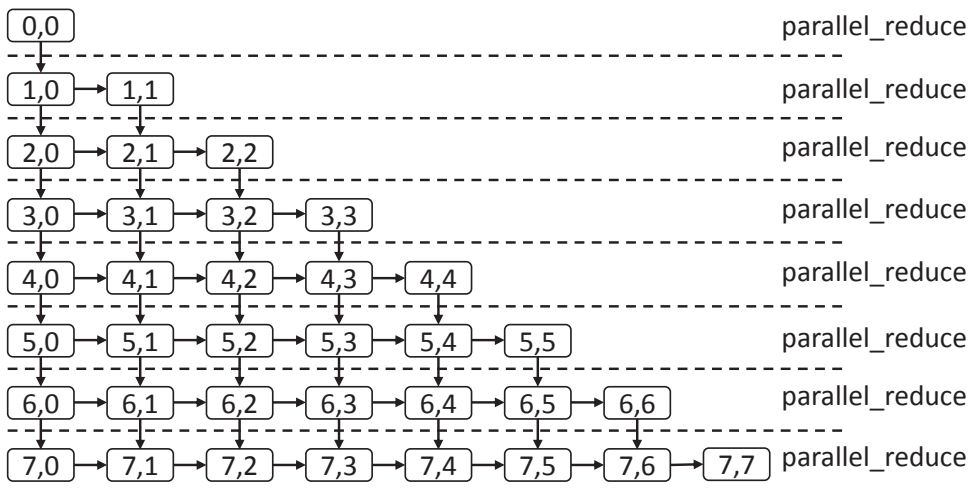 0,0 parallel_reduce
1,0 1,1 parallel_reduce
2,0 2,1 2,2 parallel_reduce
3,0 3,1 3,2 3,3 parallel_reduce
4,0 4,1 4,2 4,3 4,4 parallel_reduce
5,0 5,1 5,2 5,3 5,4 5,5 parallel_reduce
6,0 6,1 6,2 6,3 6,4 6,5 6,6 parallel_reduce
7,0 7,1 7,2 7,3 7,4 7,5 7,6 7,7 parallel_reduce